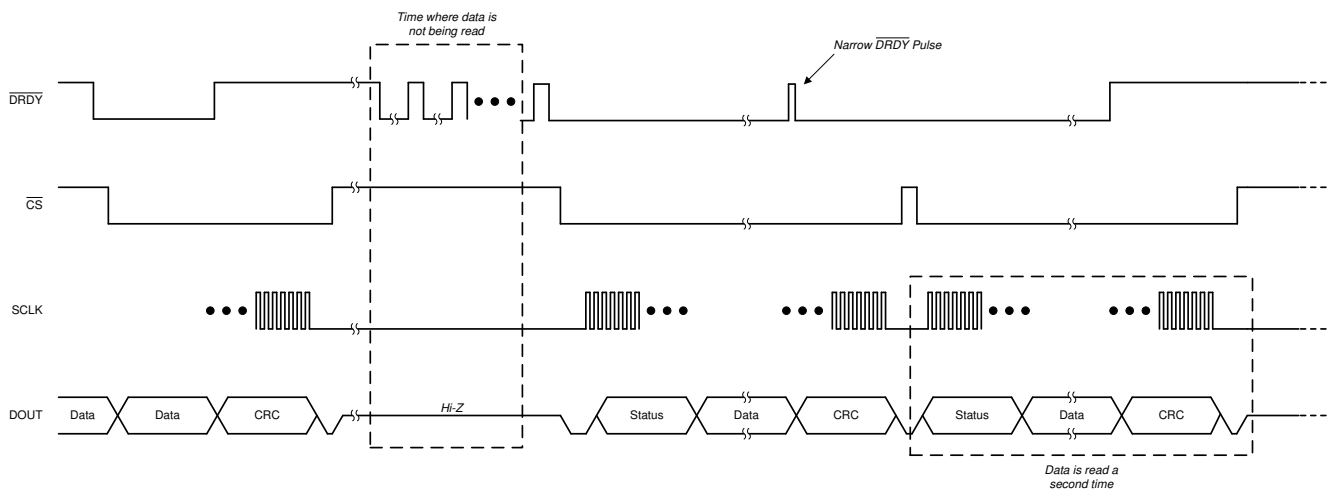 Time where data is
not being read
Narrow DRDY Pulse
DRDY
CS
SCLK
DOUT
Data
Data
CRC
Hi-Z
Status
Data
CRC
Status
Data
CRC
Data is read a
second time